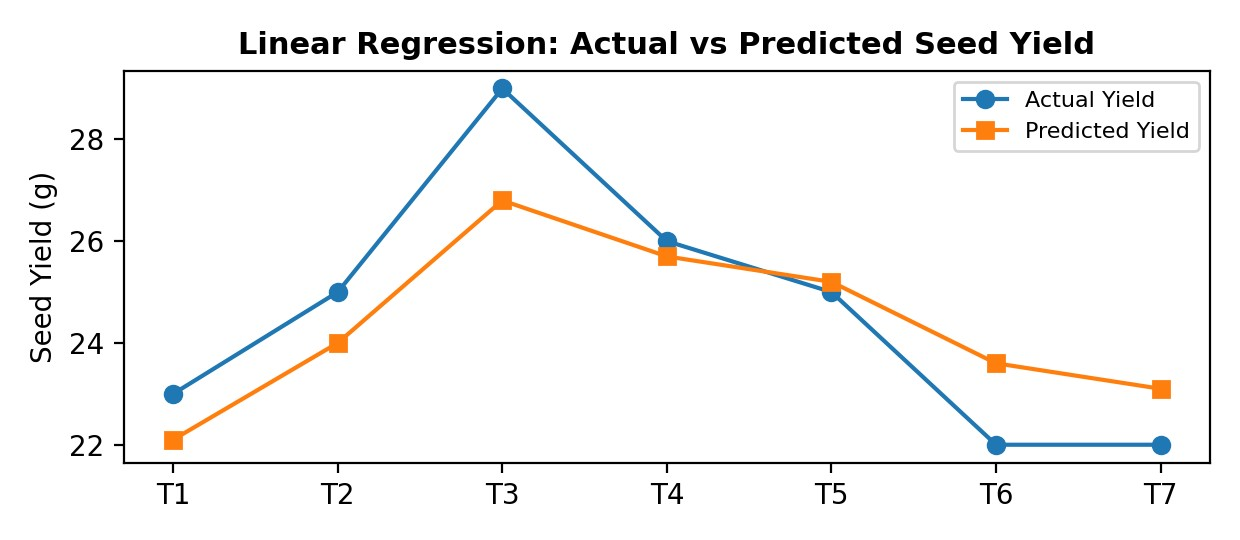 Linear Regression: Actual vs Predicted Seed Yield
Actual Yield
Predicted Yield
Seed Yield (g)
28
26
24
22
T1 T2 T3 T4 T5 T6 T7